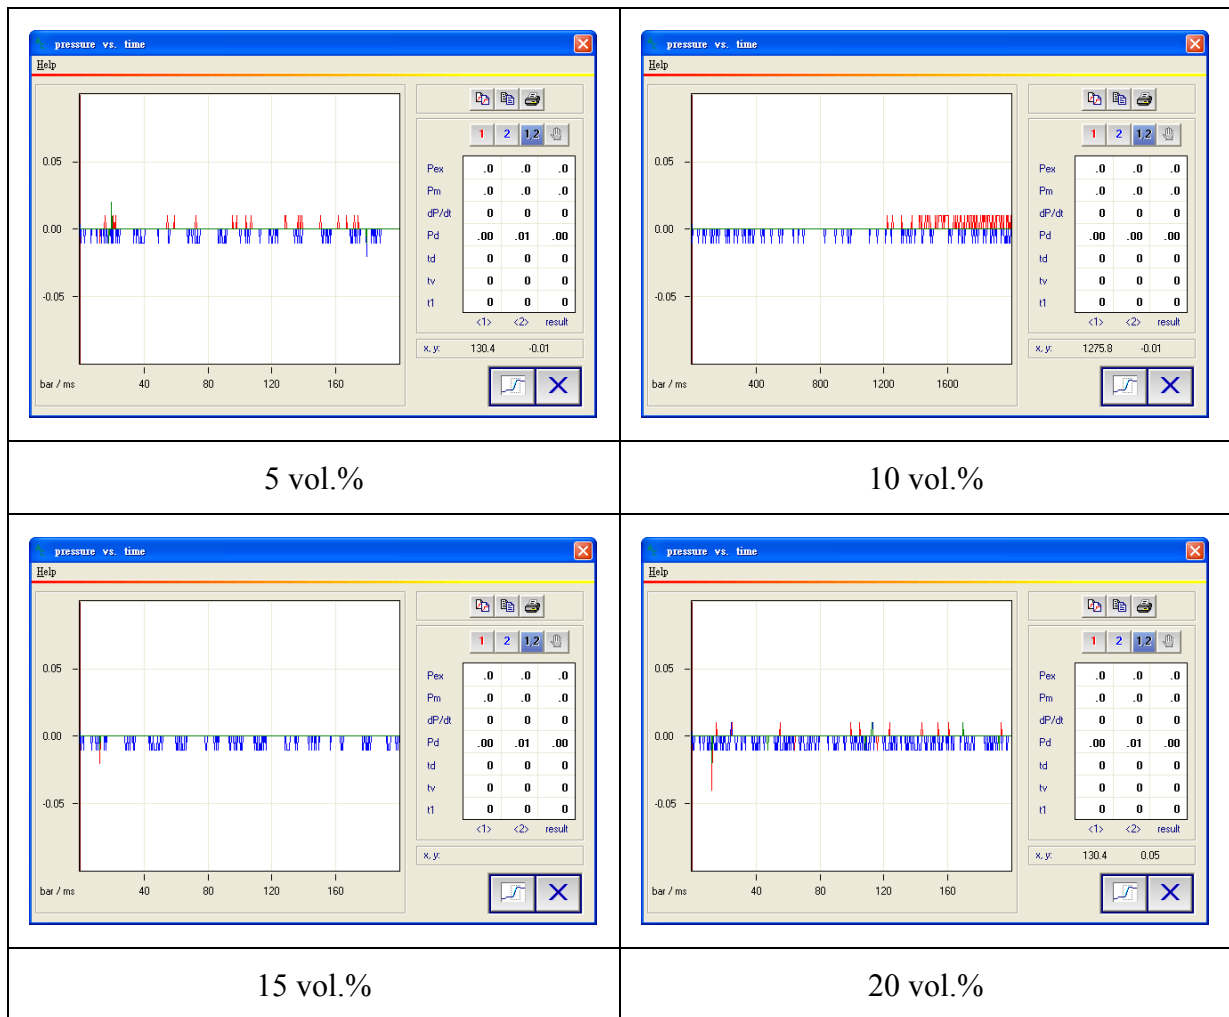 pressure vs. time
Help
0.05
0.00
-0.05
bar / ms 40 80 120 160
1 2 1,2
Pex .0 .0 .0
Pm .0 .0 .0
dP/dt 0 0 0
Pd .00 .01 .00
td 0 0 0
tv 0 0 0
t1 0 0 0
<1> <2> result
x, y: 130.4 -0.01
pressure vs. time
Help
0.05
0.00
-0.05
bar / ms 400 800 1200 1600
1 2 1,2
Pex .0 .0 .0
Pm .0 .0 .0
dP/dt 0 0 0
Pd .00 .00 .00
td 0 0 0
tv 0 0 0
t1 0 0 0
<1> <2> result
x, y: 1275.8 -0.01
5 vol.%
10 vol.%
pressure vs. time
Help
0.05
0.00
-0.05
bar / ms 40 80 120 160
1 2 1,2
Pex .0 .0 .0
Pm .0 .0 .0
dP/dt 0 0 0
Pd .00 .01 .00
td 0 0 0
tv 0 0 0
t1 0 0 0
<1> <2> result
x, y:
pressure vs. time
Help
0.05
0.00
-0.05
bar / ms 40 80 120 160
1 2 1,2
Pex .0 .0 .0
Pm .0 .0 .0
dP/dt 0 0 0
Pd .00 .01 .00
td 0 0 0
tv 0 0 0
t1 0 0 0
<1> <2> result
x, y: 130.4 0.05
15 vol.%
20 vol.%